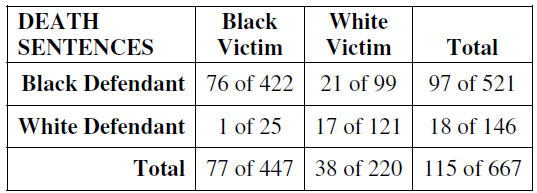 DEATH SENTENCES Black Victim White Victim Total
Black Defendant 76 of 422 21 of 99 97 of 521
White Defendant 1 of 25 17 of 121 18 of 146
Total 77 of 447 38 of 220 115 of 667